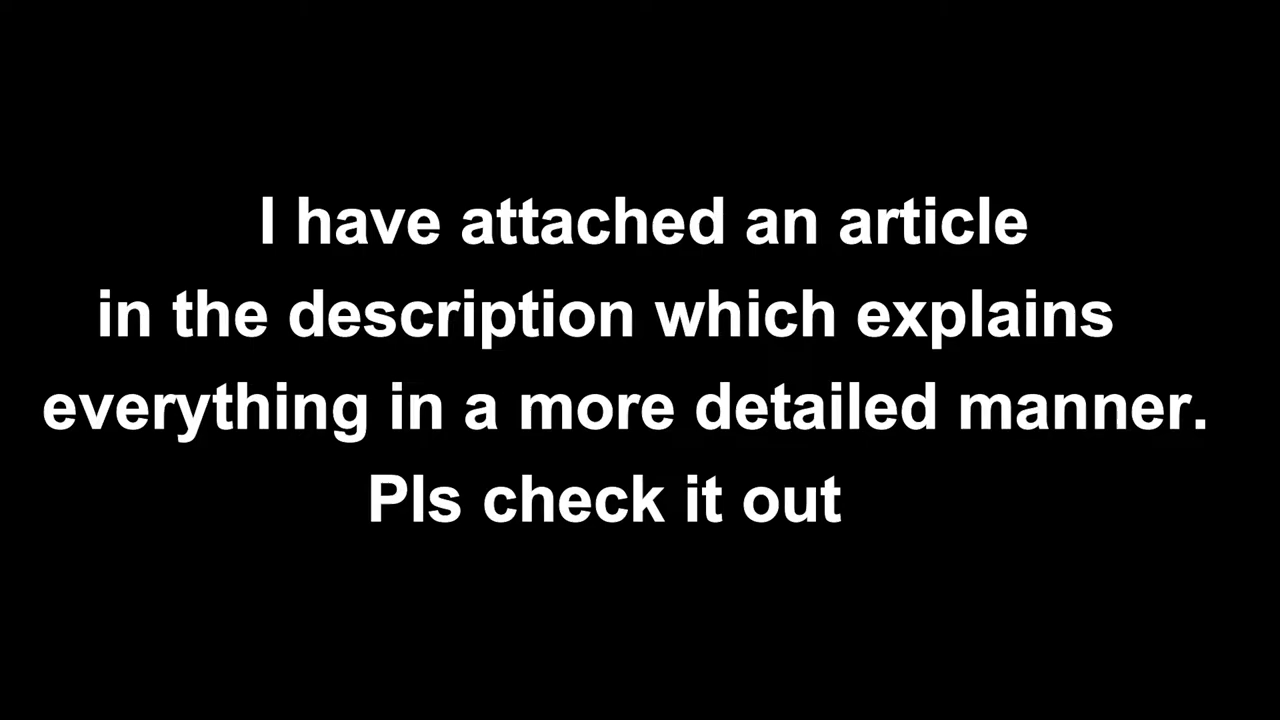 I have attached an article
in the description which explains
everything in a more detailed manner.
Pls check it out